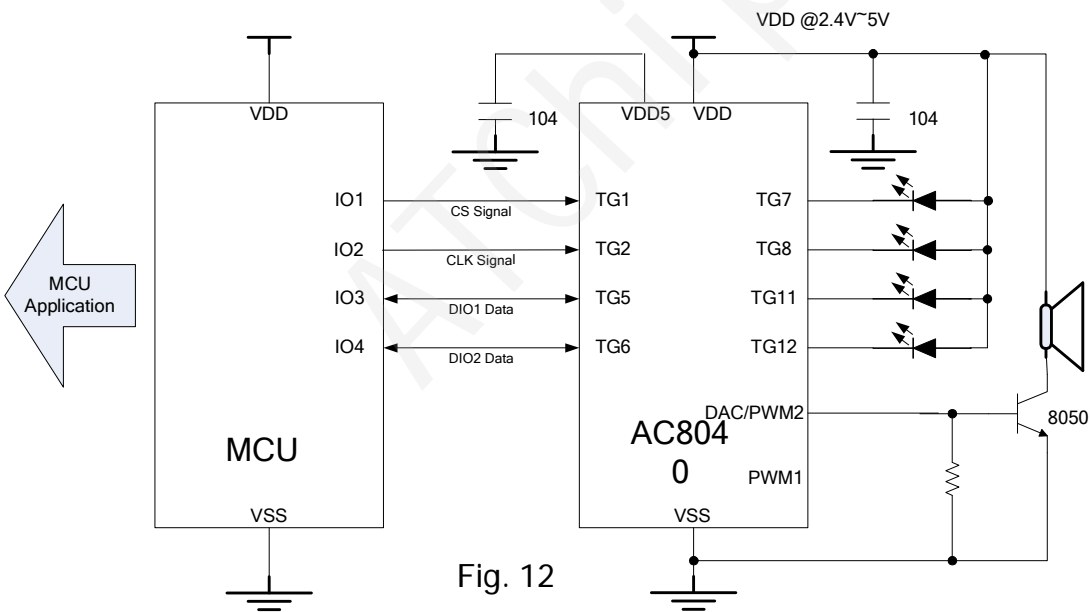 VDD @2.4V~5V
VDD
104
VDD5
VDD
104
IO1
CS Signal
TG1
TG7
IO2
CLK Signal
TG2
TG8
MCU
Application
IO3
DIO1 Data
TG5
TG11
IO4
DIO2 Data
TG6
TG12
DAC/PWM2
8050
MCU
AC804
0
PWM1
VSS
VSS
Fig. 12
ATChip